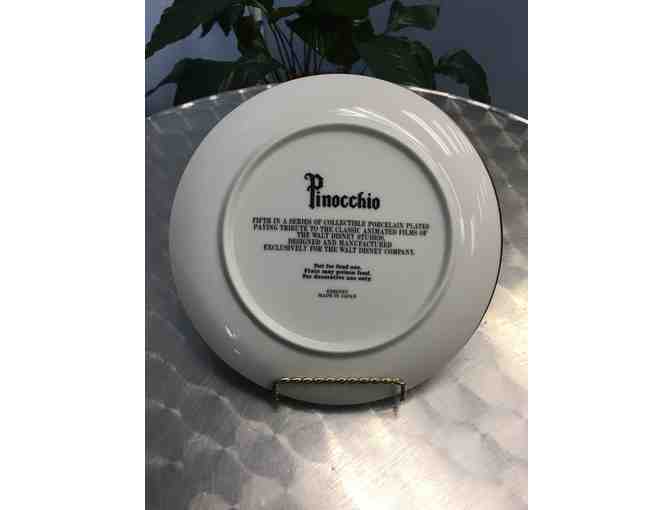 Pinocchio
FIFTH IN A SERIES OF COLLECTIBLE PORCELAIN PLATES
PAYING TRIBUTE TO THE CLASSIC ANIMATED FILMS OF
THE WALT DISNEY STUDIOS.
DESIGNED AND MANUFACTURED
EXCLUSIVELY FOR THE WALT DISNEY COMPANY.
Not for food use.
Plate may poison food.
For decorative use only.
©DISNEY
MADE IN JAPAN